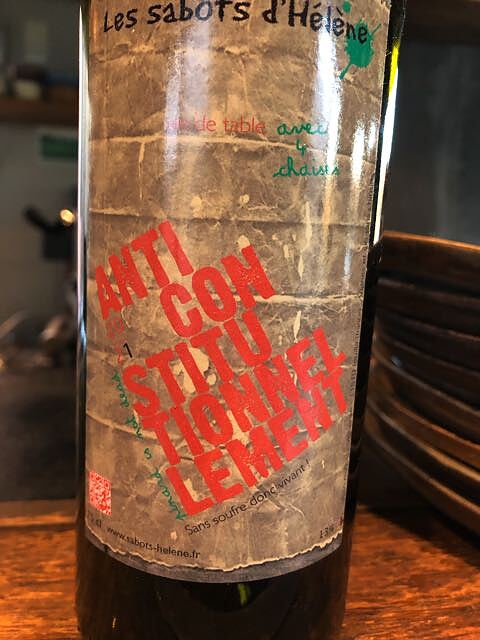 Les sabots d'Hélène
de table avec
4
chaises
ANTI
CON
STITU
TIONNEL
LEMENT
Sans soufre donc vivant !
www.sabots-helene.fr
13%